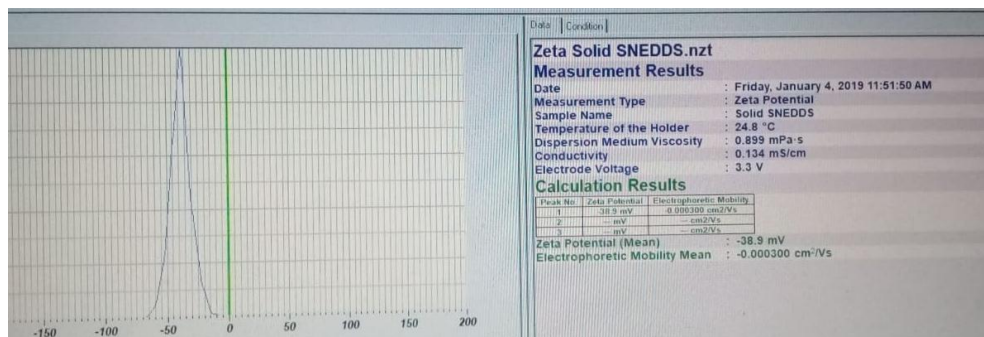 Data Condition
Zeta Solid SNEDDS.nzt
Measurement Results
Date : Friday, January 4, 2019 11:51:50 AM
Measurement Type : Zeta Potential
Sample Name : Solid SNEDDS
Temperature of the Holder : 24.8 °C
Dispersion Medium Viscosity : 0.899 mPa·s
Conductivity : 0.134 mS/cm
Electrode Voltage : 3.3 V
Calculation Results
Peak No. Zeta Potential Electrophoretic Mobility
1 -38.9 mV -0.000300 cm2/Vs
2 --- mV --- cm2/Vs
3 --- mV --- cm2/Vs
Zeta Potential (Mean) : -38.9 mV
Electrophoretic Mobility Mean : -0.000300 cm²/Vs
-150 -100 -50 0 50 100 150 200